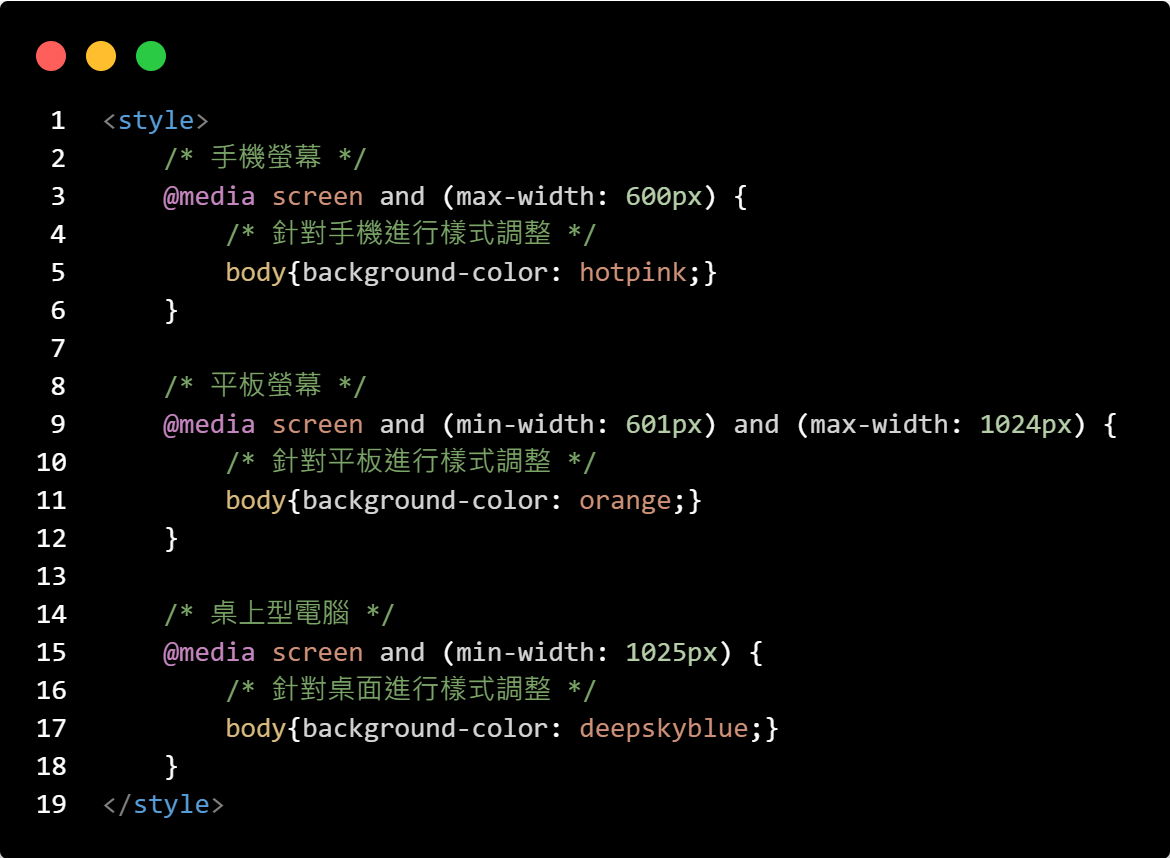 1 <style>
2     /* 手機螢幕 */
3     @media screen and (max-width: 600px) {
4         /* 針對手機進行樣式調整 */
5         body{background-color: hotpink;}
6     }
7
8     /* 平板螢幕 */
9     @media screen and (min-width: 601px) and (max-width: 1024px) {
10         /* 針對平板進行樣式調整 */
11         body{background-color: orange;}
12     }
13
14     /* 桌上型電腦 */
15     @media screen and (min-width: 1025px) {
16         /* 針對桌面進行樣式調整 */
17         body{background-color: deepskyblue;}
18     }
19 </style>